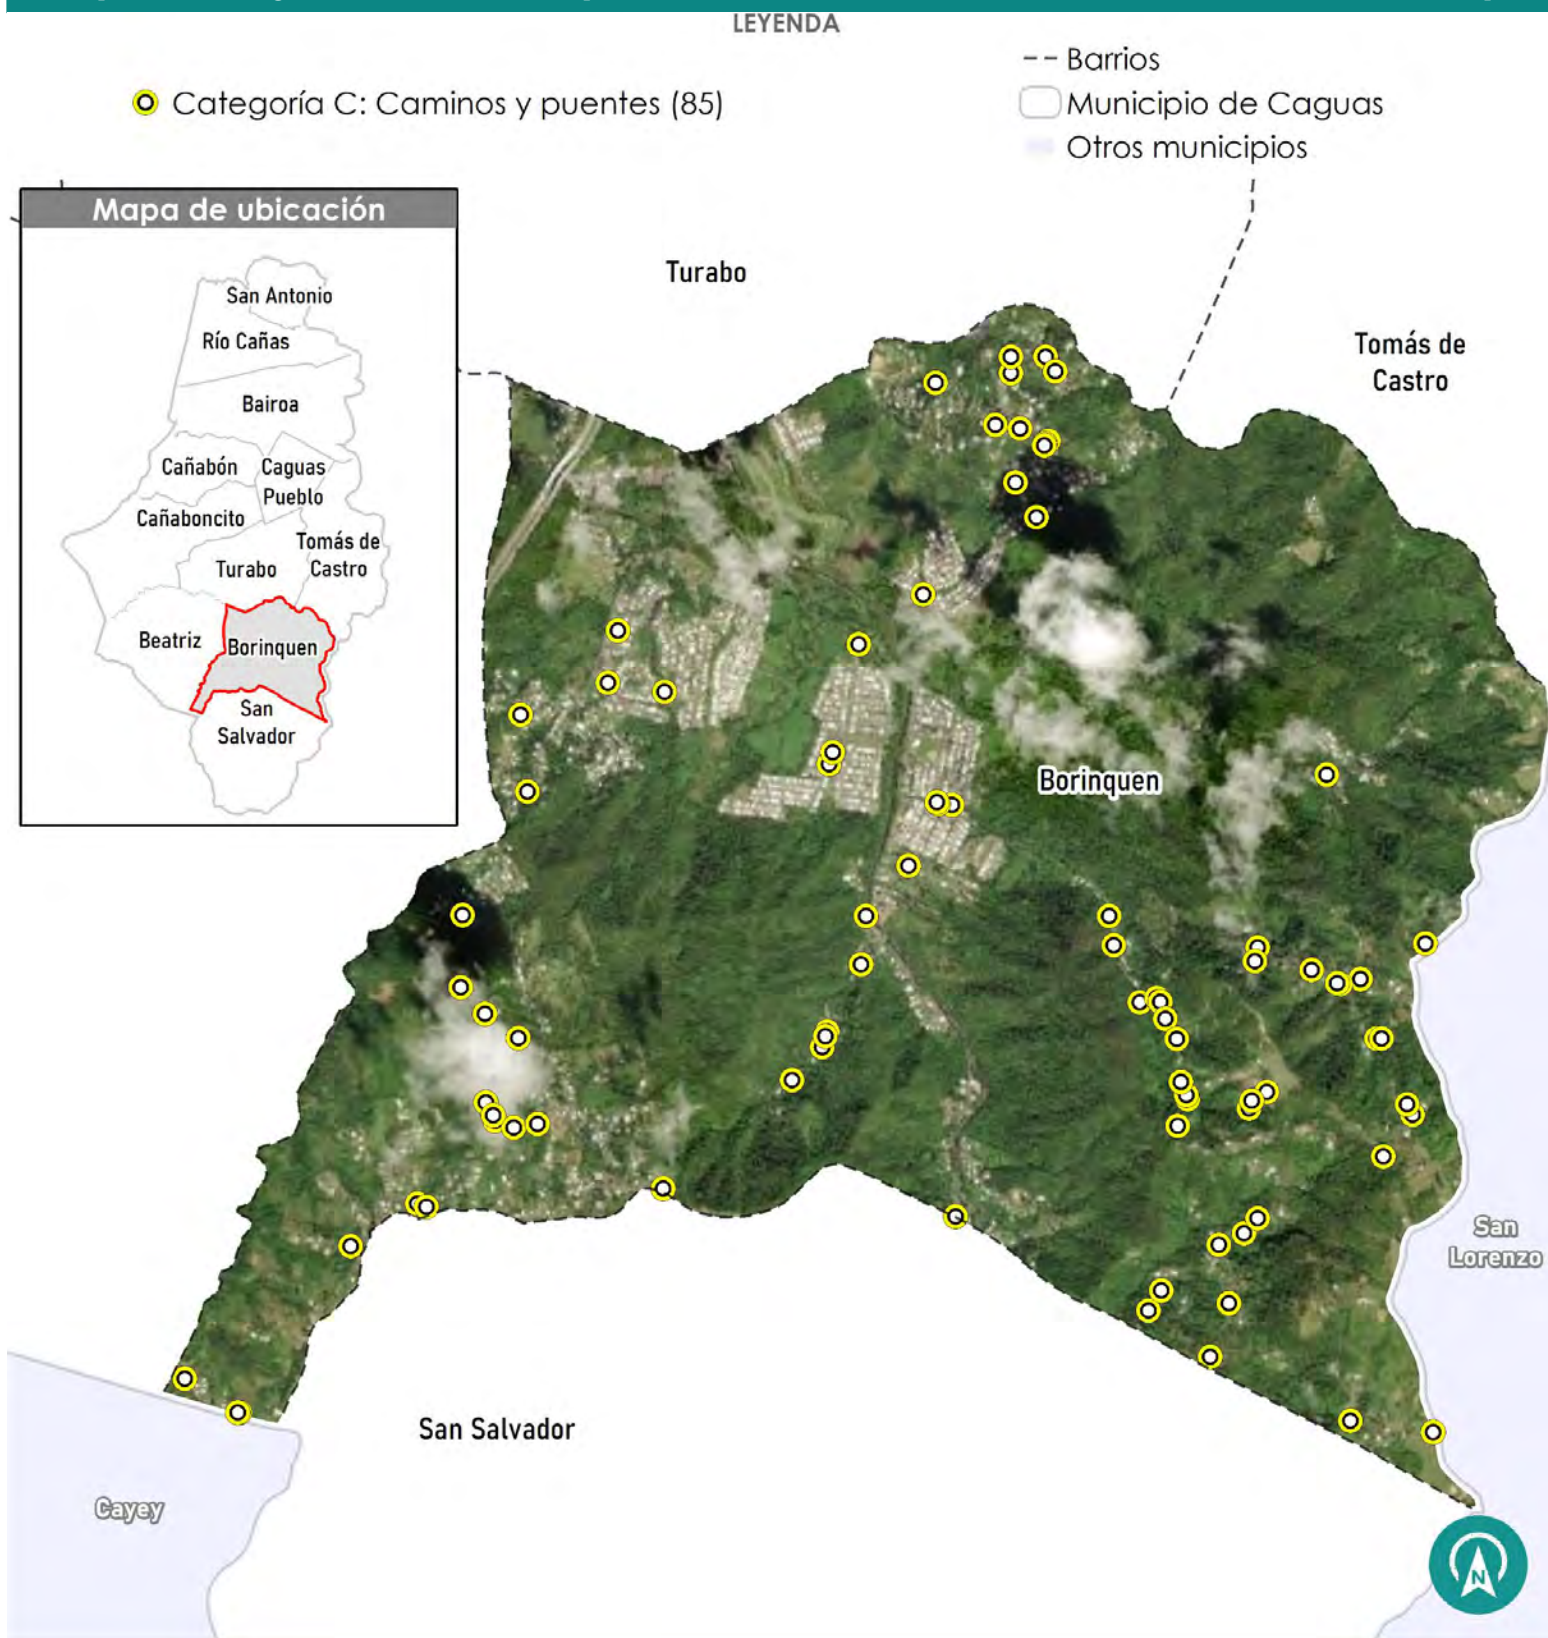 LEYENDA
Categoría C: Caminos y puentes (85)
Barrios
Municipio de Caguas
Otros municipios
Mapa de ubicación
San Antonio
Río Cañas
Bairoa
Cañabón
Caguas
Pueblo
Cañaboncito
Tomás de
Castro
Turabo
Beatriz
Borinquen
San
Salvador
Turabo
Tomás de
Castro
Borinquen
San
Lorenzo
San Salvador
Cayey
N